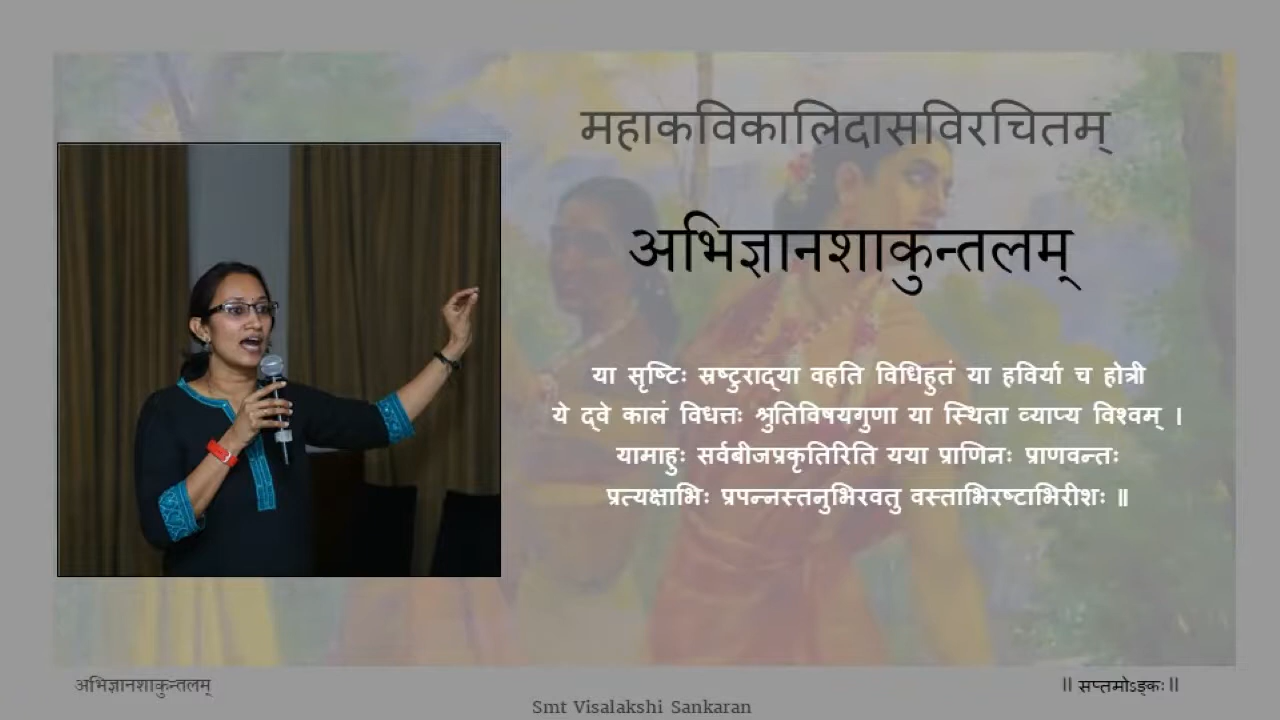 महाकविकालिदासविरचितम्
अभिज्ञानशाकुन्तलम्
या सृष्टिः स्रष्टुराद्या वहति विधिहुतं या हविर्या च होत्री
ये द्वे कालं विधत्तः श्रुतिविषयगुणा या स्थिता व्याप्य विश्वम् ।
यामाहुः सर्वबीजप्रकृतिरिति यया प्राणिनः प्राणवन्तः
प्रत्यक्षाभिः प्रपन्नस्तनुभिरवतु वस्ताभिरष्टाभिरीशः ॥
अभिज्ञानशाकुन्तलम्
॥ सप्तमोऽङ्कः ॥
Smt Visalakshi Sankaran